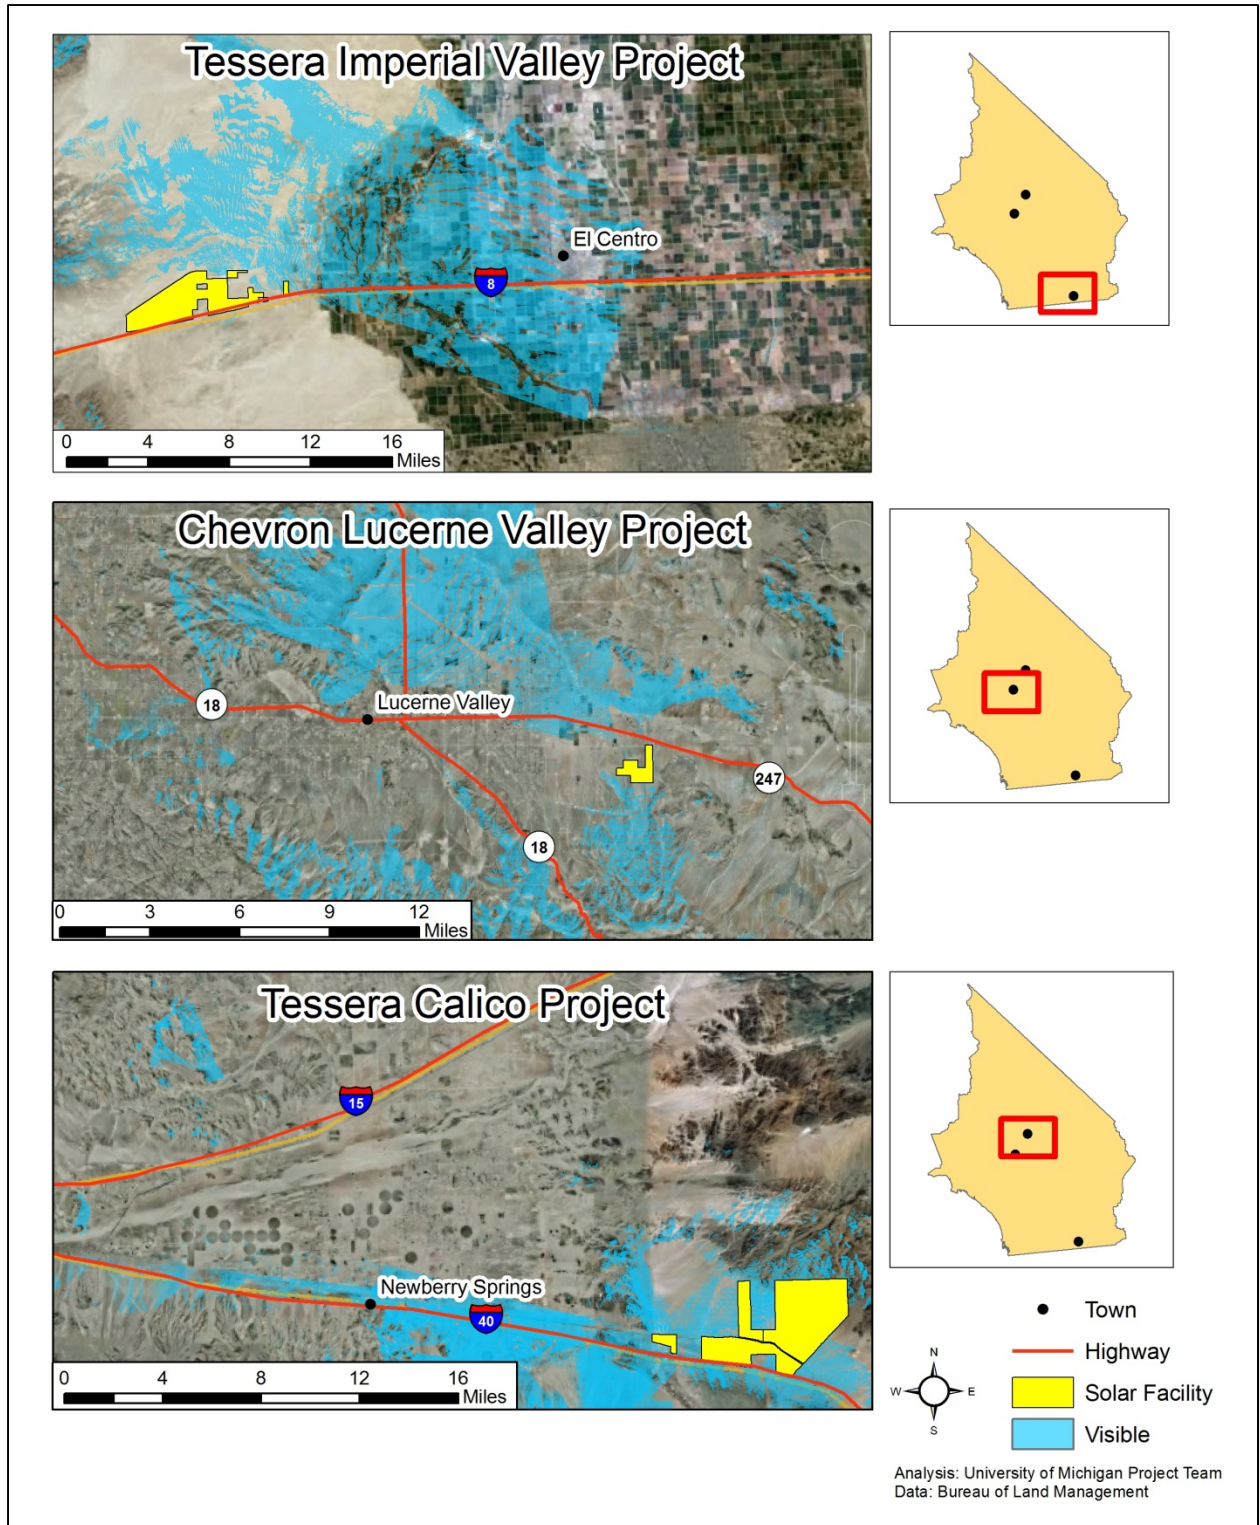 Tessera Imperial Valley Project
El Centro
8
0 4 8 12 16
Miles
Chevron Lucerne Valley Project
Lucerne Valley
18
247
18
0 3 6 9 12
Miles
Tessera Calico Project
15
Newberry Springs
40
0 4 8 12 16
Miles
N
W E
S
Town
Highway
Solar Facility
Visible
Analysis: University of Michigan Project Team
Data: Bureau of Land Management